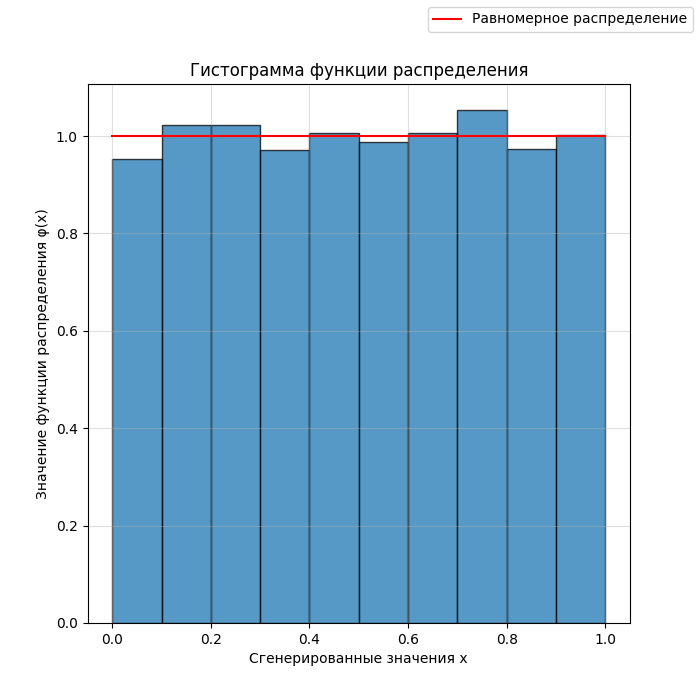 Равномерное распределение
Гистограмма функции распределения
1.0
0.8
0.6
0.4
0.2
0.0
Значение функции распределения φ(x)
0.0 0.2 0.4 0.6 0.8 1.0
Сгенерированные значения x